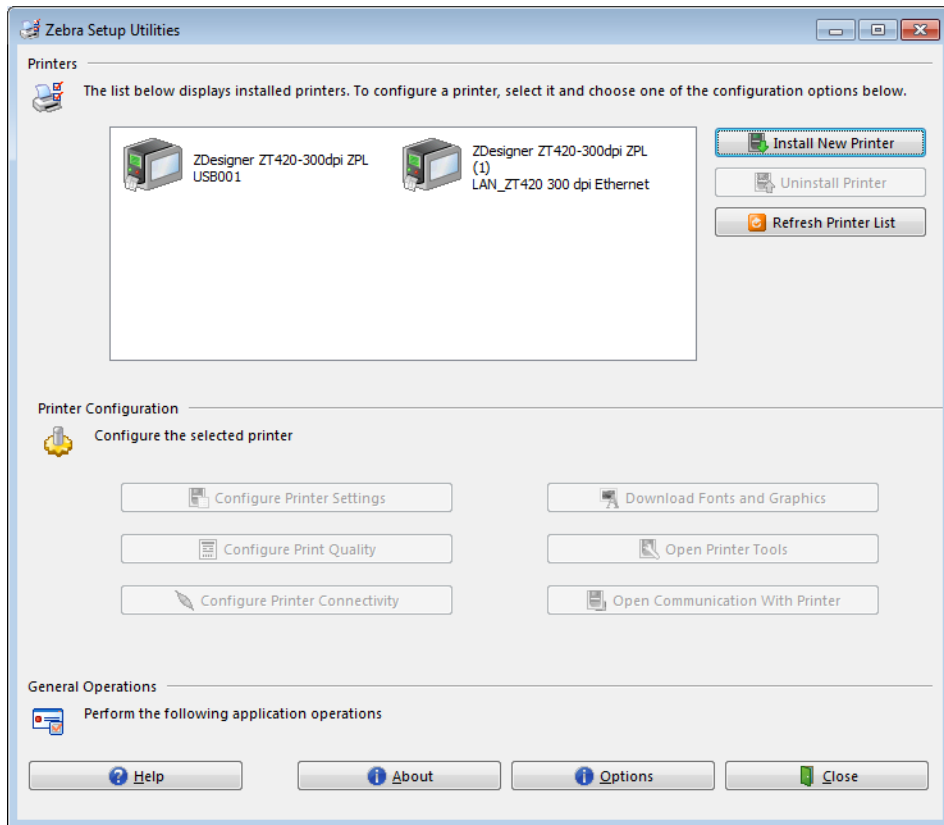 Zebra Setup Utilities
Printers
The list below displays installed printers. To configure a printer, select it and choose one of the configuration options below.
ZDesigner ZT420-300dpi ZPL
USB001
ZDesigner ZT420-300dpi ZPL
(1)
LAN_ZT420 300 dpi Ethernet
Install New Printer
Uninstall Printer
Refresh Printer List
Printer Configuration
Configure the selected printer
Configure Printer Settings
Download Fonts and Graphics
Configure Print Quality
Open Printer Tools
Configure Printer Connectivity
Open Communication With Printer
General Operations
Perform the following application operations
Help
About
Options
Close